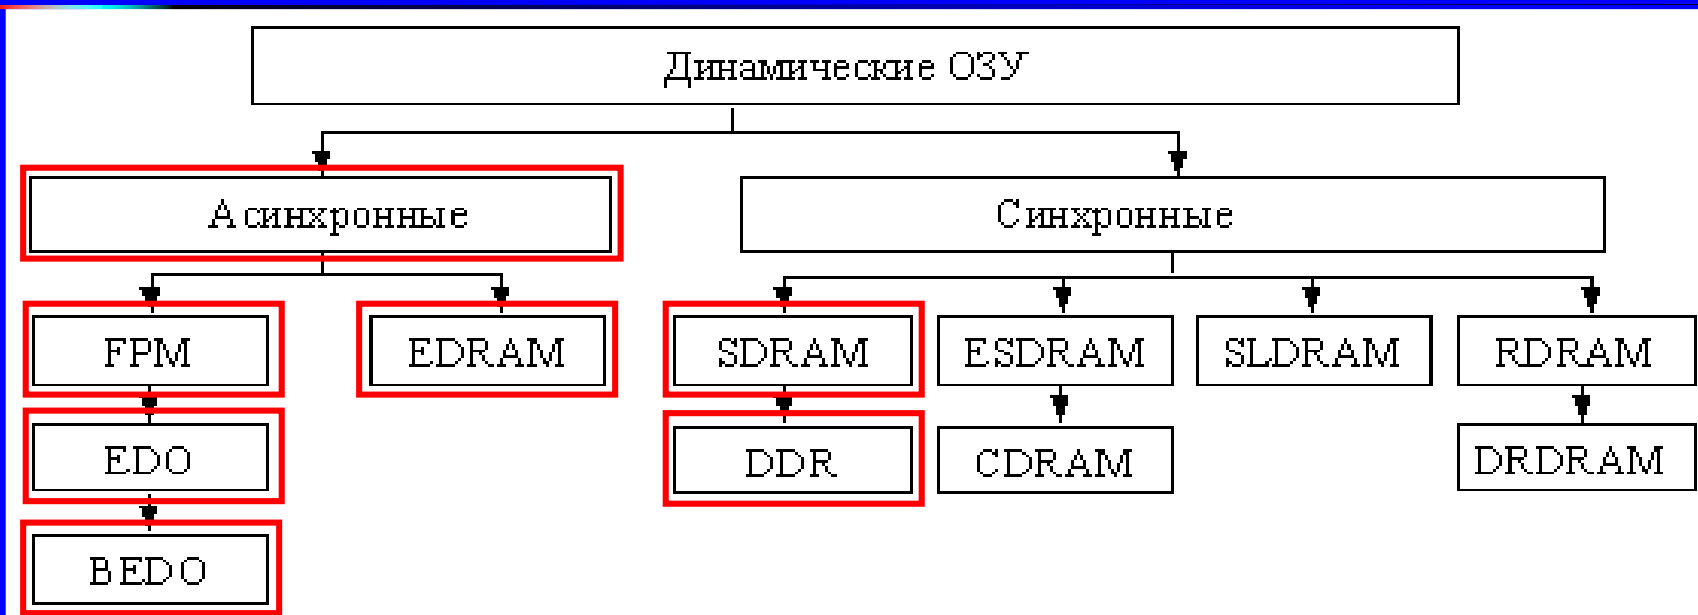 Динамические ОЗУ
Асинхронные
Синхронные
FPM
EDRAM
SDRAM
ESDRAM
SLDRAM
RDRAM
EDO
DDR
CDRAM
DRDRAM
BEDO